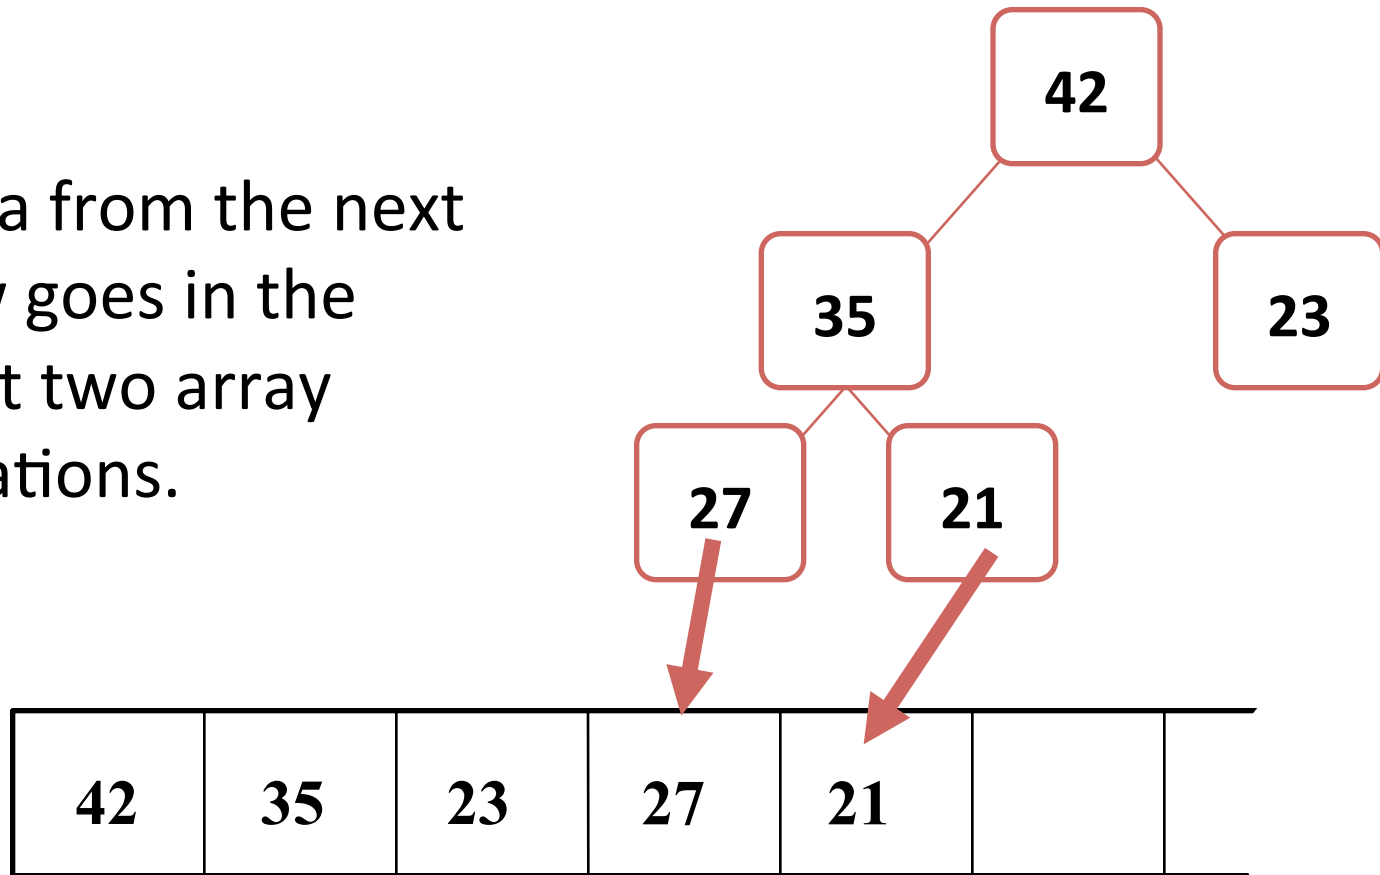 42
a from the next
goes in the
t two array
ations.
35
23
27
21
42 35 23 27 21